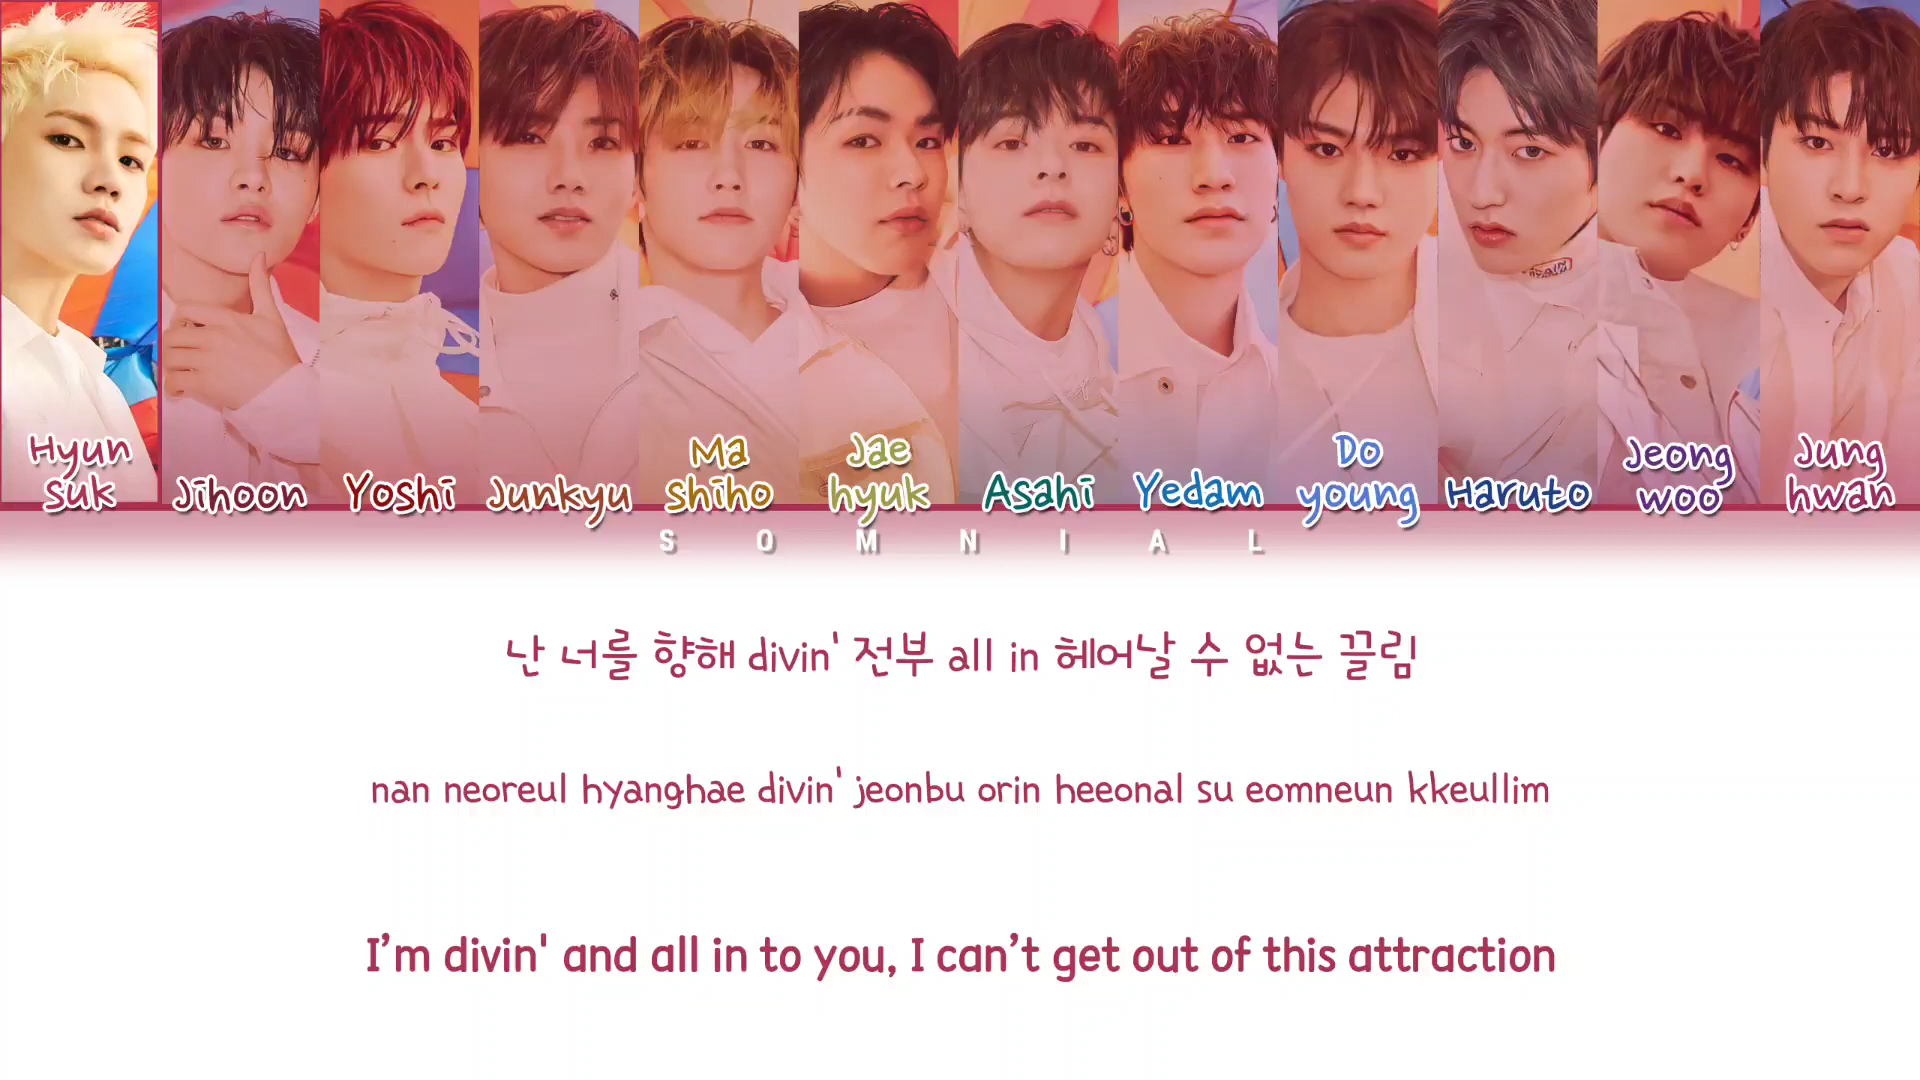 Hyun
suk
Jihoon
Yoshi
Junkyu
Ma
shiho
Jae
hyuk
Asahi
Yedam
Do
young
Haruto
Jeong
woo
Jung
hwan
SOMNIAL
난 너를 향해 divin' 전부 all in 헤어날 수 없는 끌림
nan neoreul hyanghae divin' jeonbu orin heeonal su eomneun kkeullim
I’m divin' and all in to you, I can’t get out of this attraction